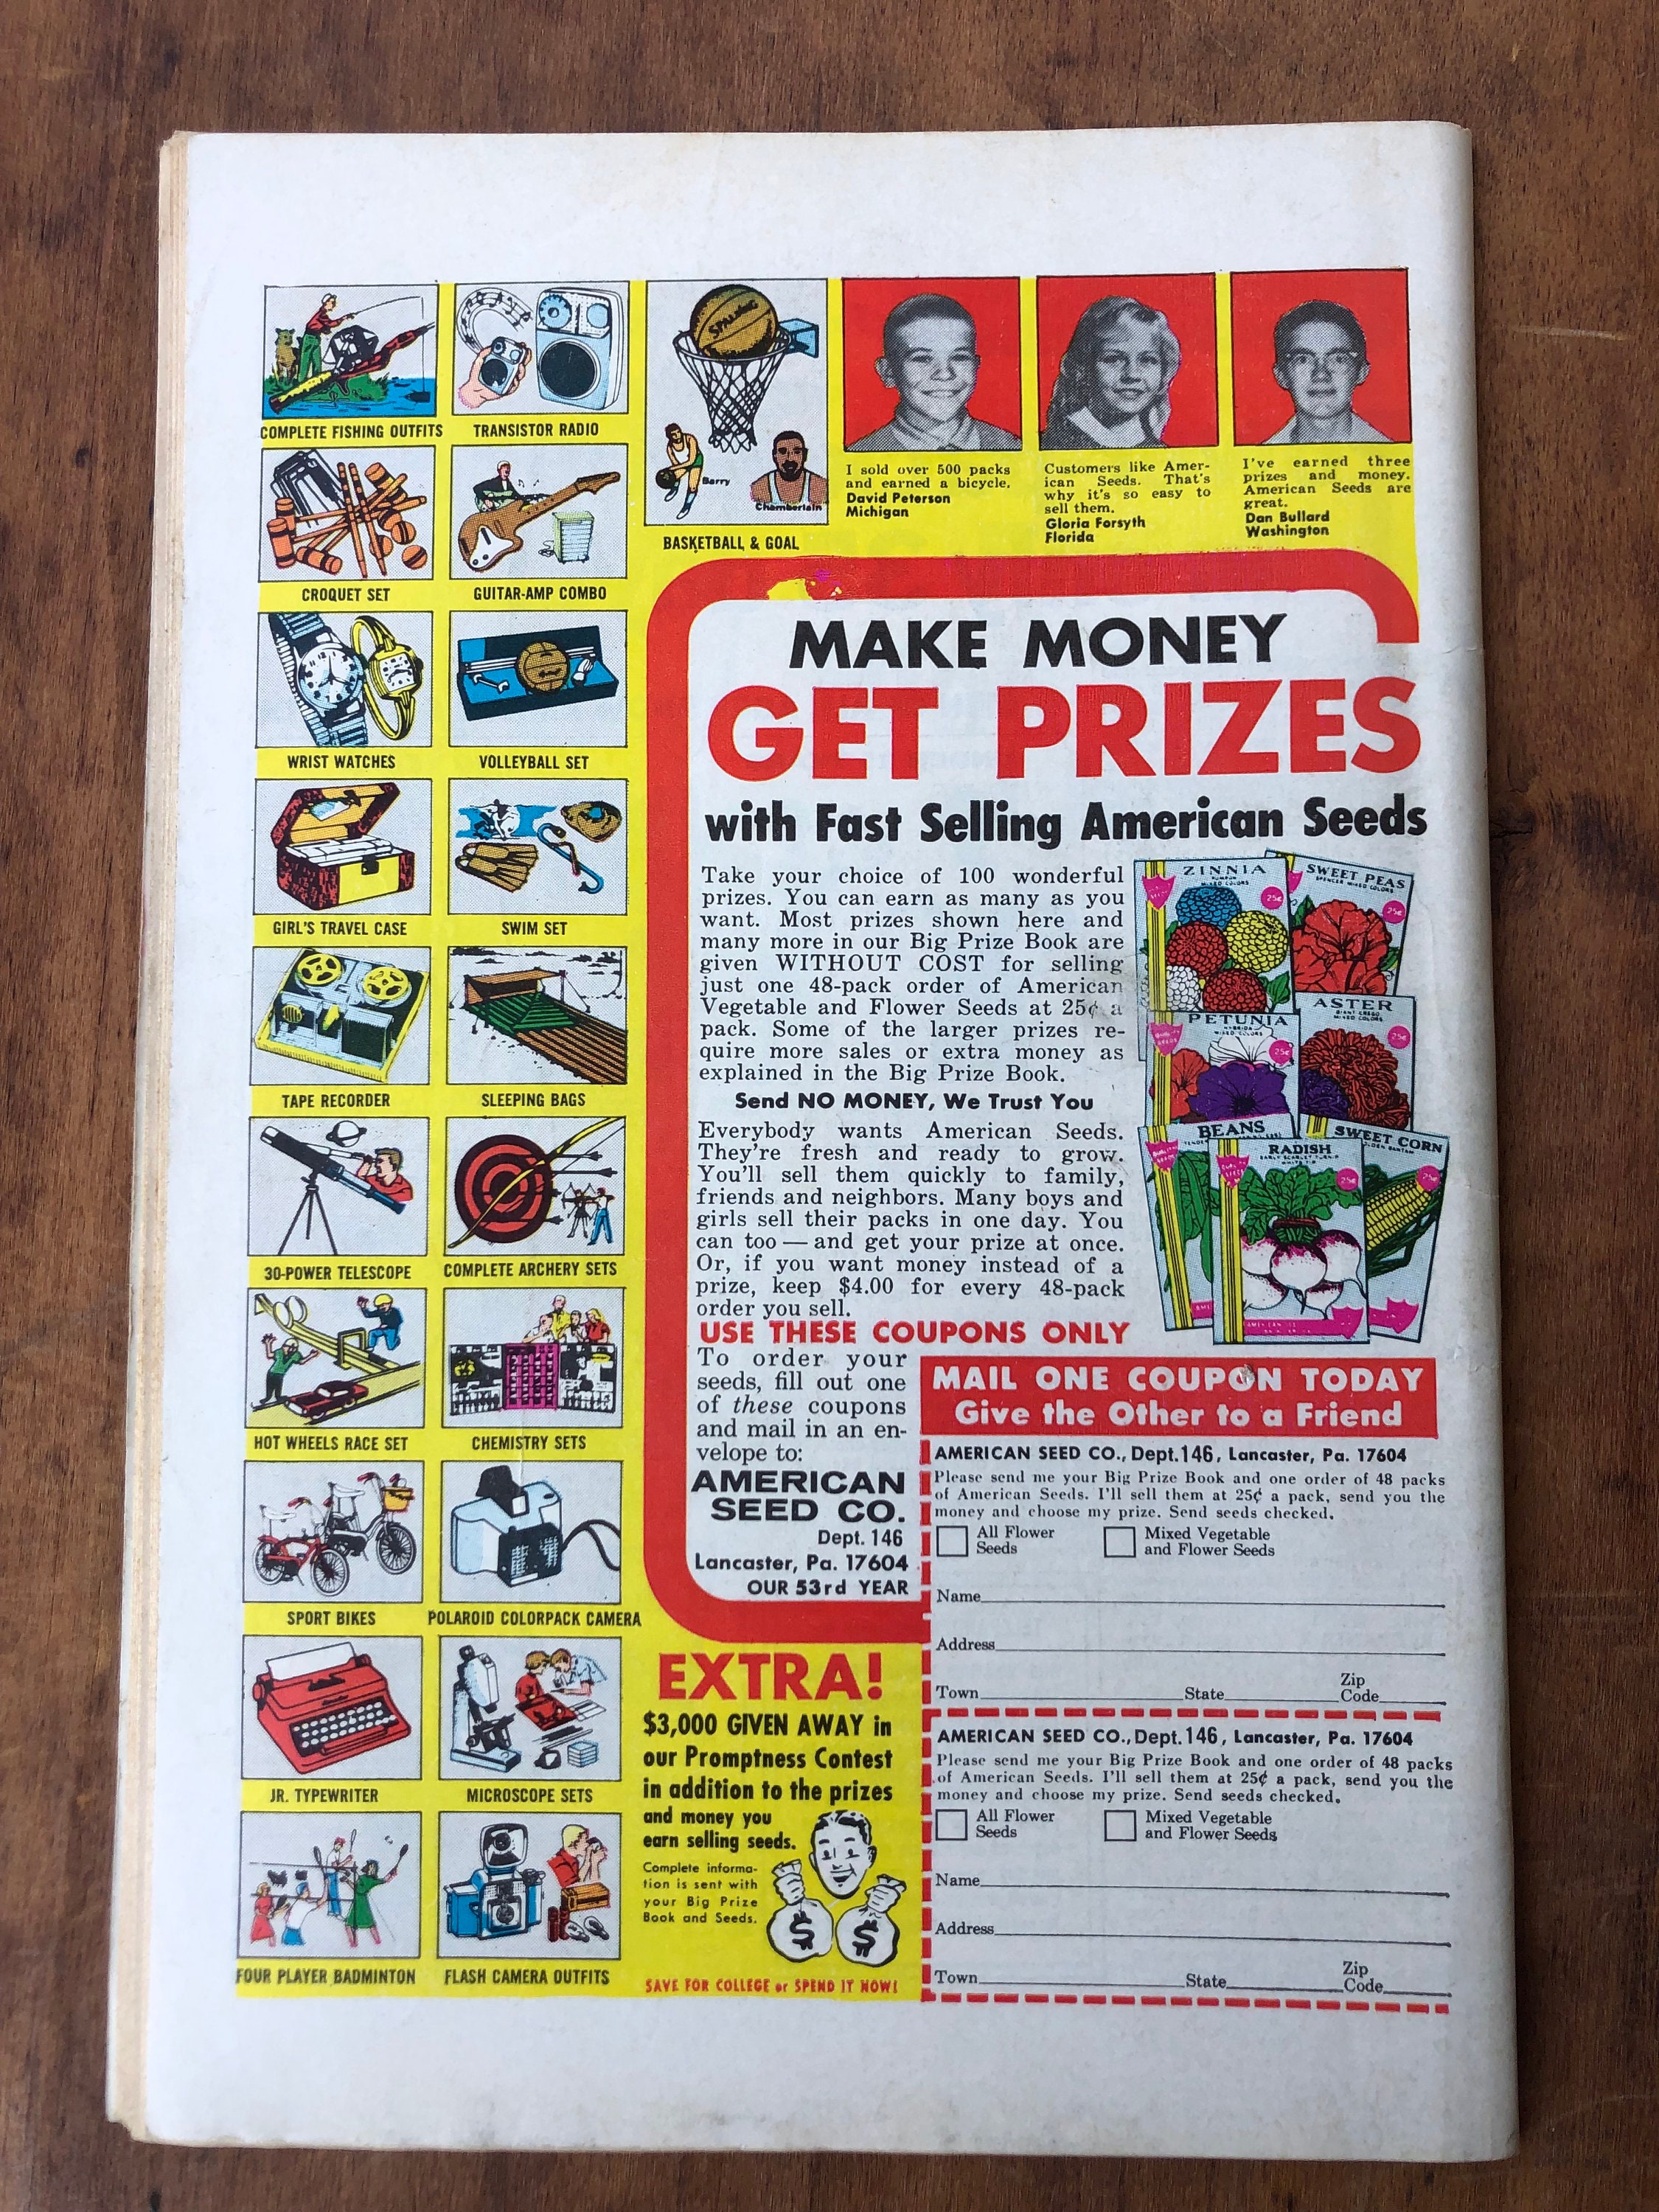 COMPLETE FISHING OUTFITS
TRANSISTOR RADIO
CROQUET SET
GUITAR-AMP COMBO
WRIST WATCHES
VOLLEYBALL SET
GIRL'S TRAVEL CASE
SWIM SET
TAPE RECORDER
SLEEPING BAGS
30-POWER TELESCOPE
COMPLETE ARCHERY SETS
HOT WHEELS RACE SET
CHEMISTRY SETS
SPORT BIKES
POLAROID COLORPACK CAMERA
JR. TYPEWRITER
MICROSCOPE SETS
FOUR PLAYER BADMINTON
FLASH CAMERA OUTFITS
SPALDING
Barry
Chamberlain
BASKETBALL & GOAL
I sold over 500 packs
and earned a bicycle.
David Peterson
Michigan
Customers like Amer-
ican Seeds. That's
why it's so easy to
sell them.
Gloria Forsyth
Florida
I've earned three
prizes and money.
American Seeds are
great.
Dan Bullard
Washington
MAKE MONEY
GET PRIZES
with Fast Selling American Seeds
Take your choice of 100 wonderful
prizes. You can earn as many as you
want. Most prizes shown here and
many more in our Big Prize Book are
given WITHOUT COST for selling
just one 48-pack order of American
Vegetable and Flower Seeds at 25¢ a
pack. Some of the larger prizes re-
quire more sales or extra money as
explained in the Big Prize Book.
Send NO MONEY, We Trust You
Everybody wants American Seeds.
They're fresh and ready to grow.
You'll sell them quickly to family,
friends and neighbors. Many boys and
girls sell their packs in one day. You
can too — and get your prize at once.
Or, if you want money instead of a
prize, keep $4.00 for every 48-pack
order you sell.
ZINNIA
MIXED COLORS
25¢
SWEET PEAS
SPENCER MIXED COLORS
25¢
PETUNIA
MIXED COLORS
25¢
ASTER
MIXED COLORS
25¢
BEANS
RADISH
EARLY SCARLET TURNIP
WHITE TIP
25¢
SWEET CORN
GOLDEN BANTAM
25¢
USE THESE COUPONS ONLY
To order your
seeds, fill out one
of these coupons
and mail in an en-
velope to:
AMERICAN
SEED CO.
Dept. 146
Lancaster, Pa. 17604
OUR 53rd YEAR
MAIL ONE COUPON TODAY
Give the Other to a Friend
AMERICAN SEED CO., Dept. 146, Lancaster, Pa. 17604
Please send me your Big Prize Book and one order of 48 packs
of American Seeds. I'll sell them at 25¢ a pack, send you the
money and choose my prize. Send seeds checked.
All Flower
Seeds
Mixed Vegetable
and Flower Seeds
Name
Address
Town State Zip
Code
AMERICAN SEED CO., Dept. 146, Lancaster, Pa. 17604
Please send me your Big Prize Book and one order of 48 packs
of American Seeds. I'll sell them at 25¢ a pack, send you the
money and choose my prize. Send seeds checked.
All Flower
Seeds
Mixed Vegetable
and Flower Seeds
Name
Address
Town State Zip
Code
EXTRA!
$3,000 GIVEN AWAY in
our Promptness Contest
in addition to the prizes
and money you
earn selling seeds.
Complete informa-
tion is sent with
your Big Prize
Book and Seeds.
$ $
SAVE FOR COLLEGE or SPEND IT NOW!